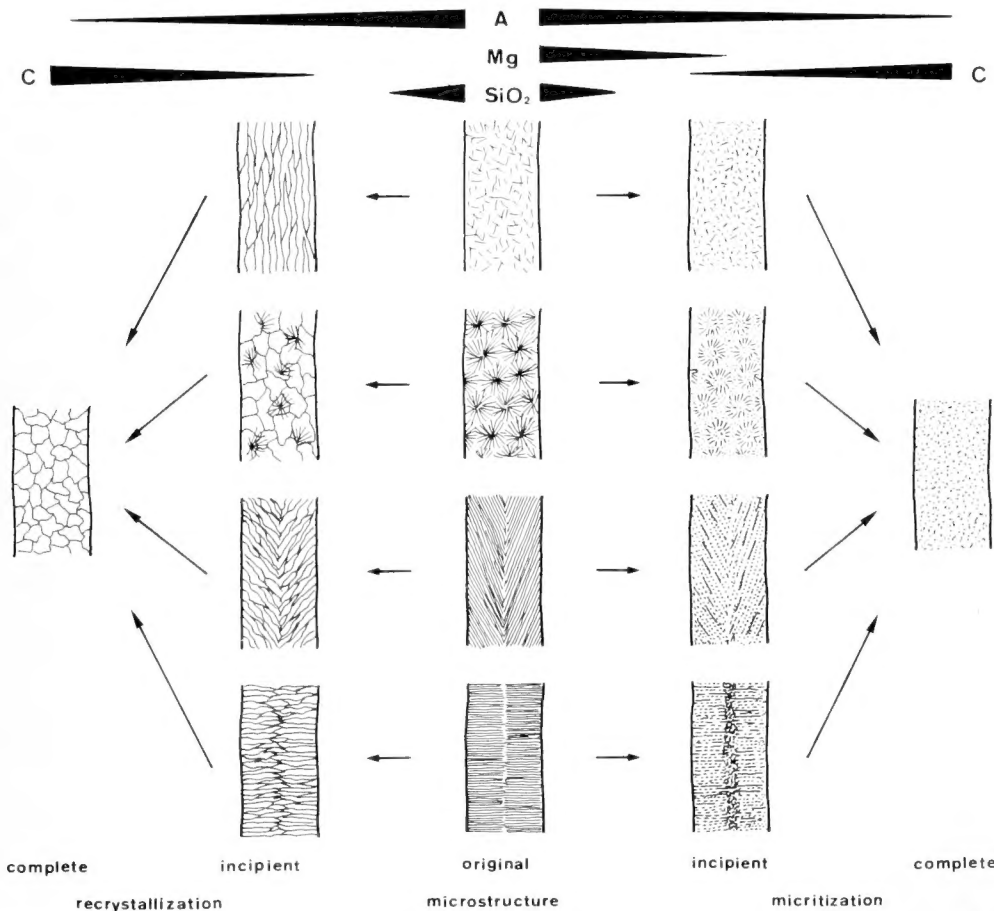 A
Mg
C C
SiO₂
complete incipient original incipient complete
recrystallization microstructure micritization